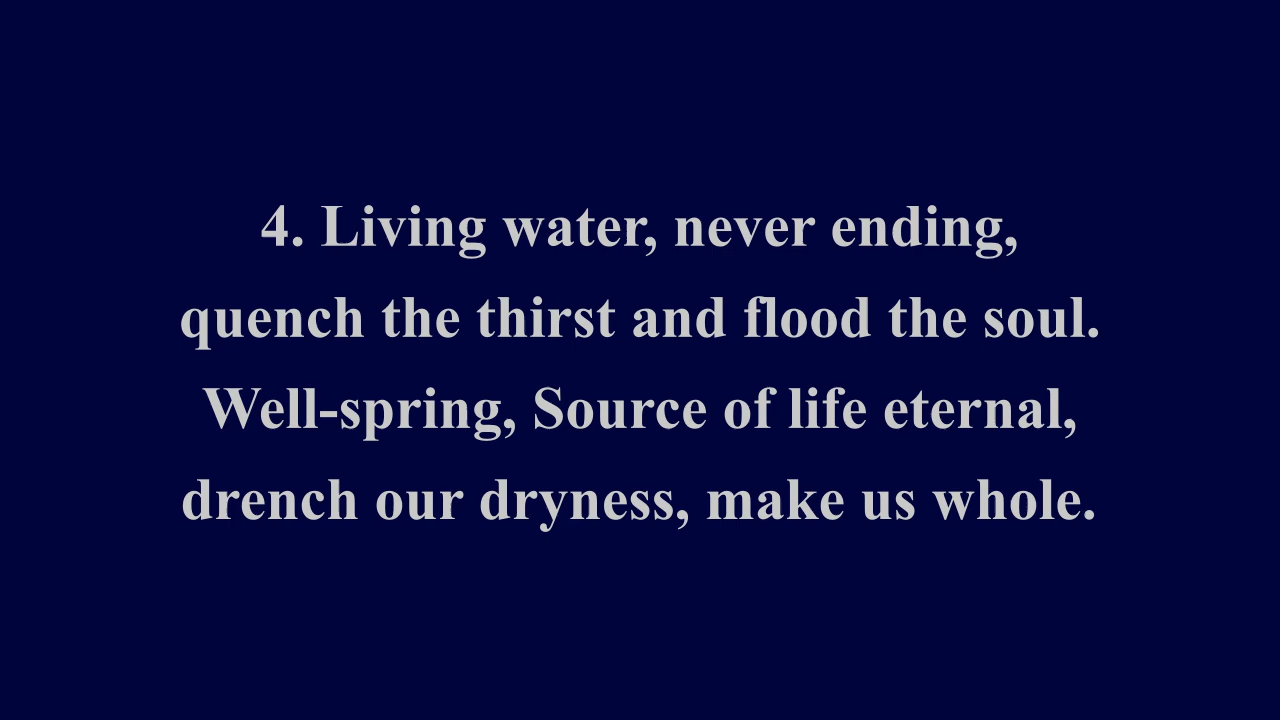 4. Living water, never ending,
quench the thirst and flood the soul.
Well-spring, Source of life eternal,
drench our dryness, make us whole.